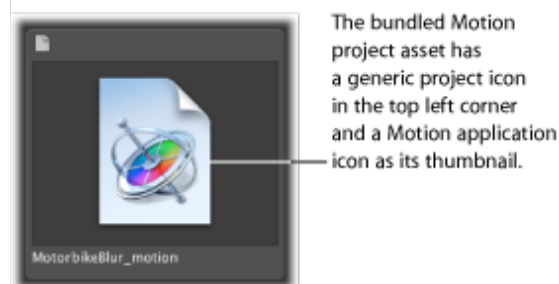 The bundled Motion
project asset has
a generic project icon
in the top left corner
and a Motion application
icon as its thumbnail.
MotorbikeBlur_motion